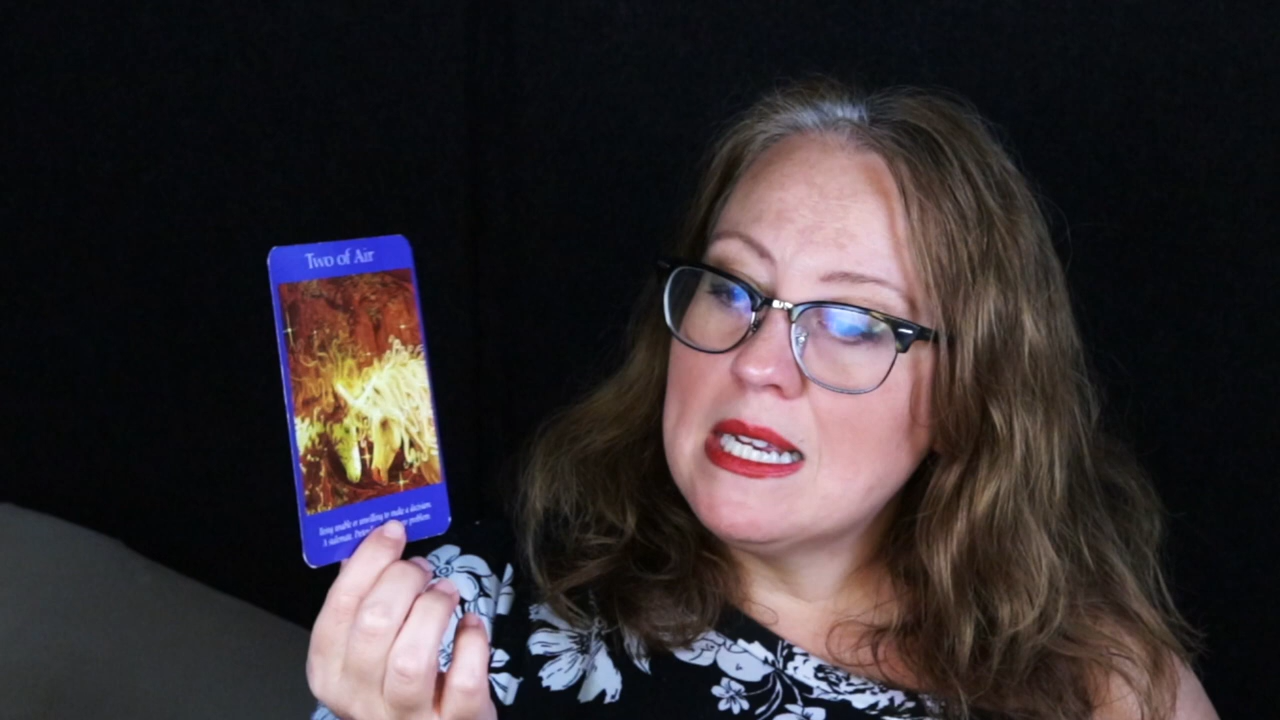 Two of Air
Being unable or unwilling to make a decision.
A stalemate. problem.